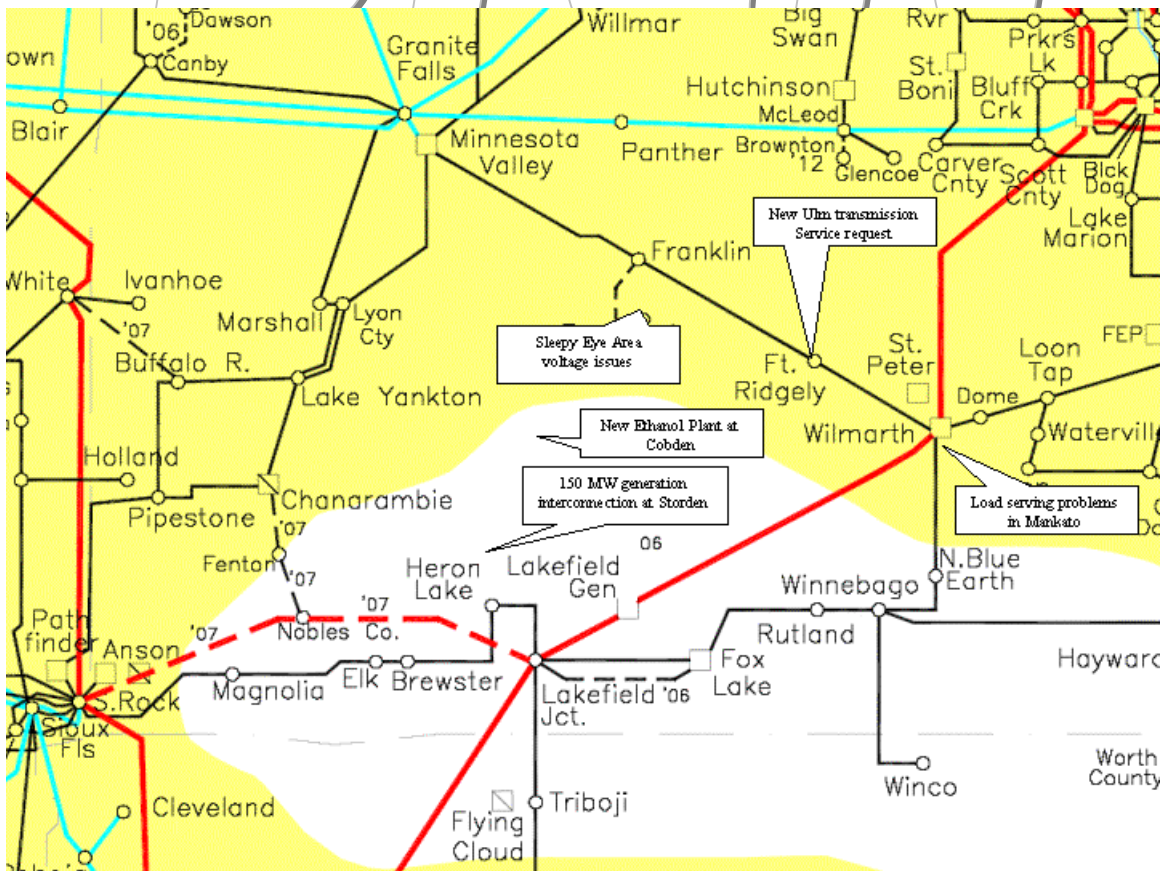 '06
Dawson
Canby
own
Blair
Granite
Falls
Willmar
Minnesota
Valley
Panther
Big
Swan
Hutchinson
McLeod
Brownton
'12
Glencoe
Rvr
St.
Boni
Prkrs
Lk
Bluff
Crk
Carver
Cnty
Scott
Cnty
Blck
Dog
Lake
Marion
New Ulm transmission
Service request
Franklin
White
Ivanhoe
'07
Buffalo R.
Marshall
Lyon
Cty
Lake Yankton
Sleepy Eye Area
voltage issues
Ft.
Ridgely
St.
Peter
FEP
Loon
Tap
Dome
Wilmarth
Waterville
New Ethanol Plant at
Cobden
150 MW generation
interconnection at Storden
Load serving problems
in Mankato
Holland
Pipestone
Chanarambie
'07
Fenton
'07
Nobles Co.
'07
'07
Heron
Lake
Lakefield
Gen
06
N.Blue
Earth
Winnebago
Rutland
Hayward
Path
finder
Anson
S.Rock
Sioux
Fls
Magnolia
Elk
Brewster
Lakefield
Jct.
'06
Fox
Lake
Winco
Worth
County
Cleveland
Flying
Cloud
Triboji